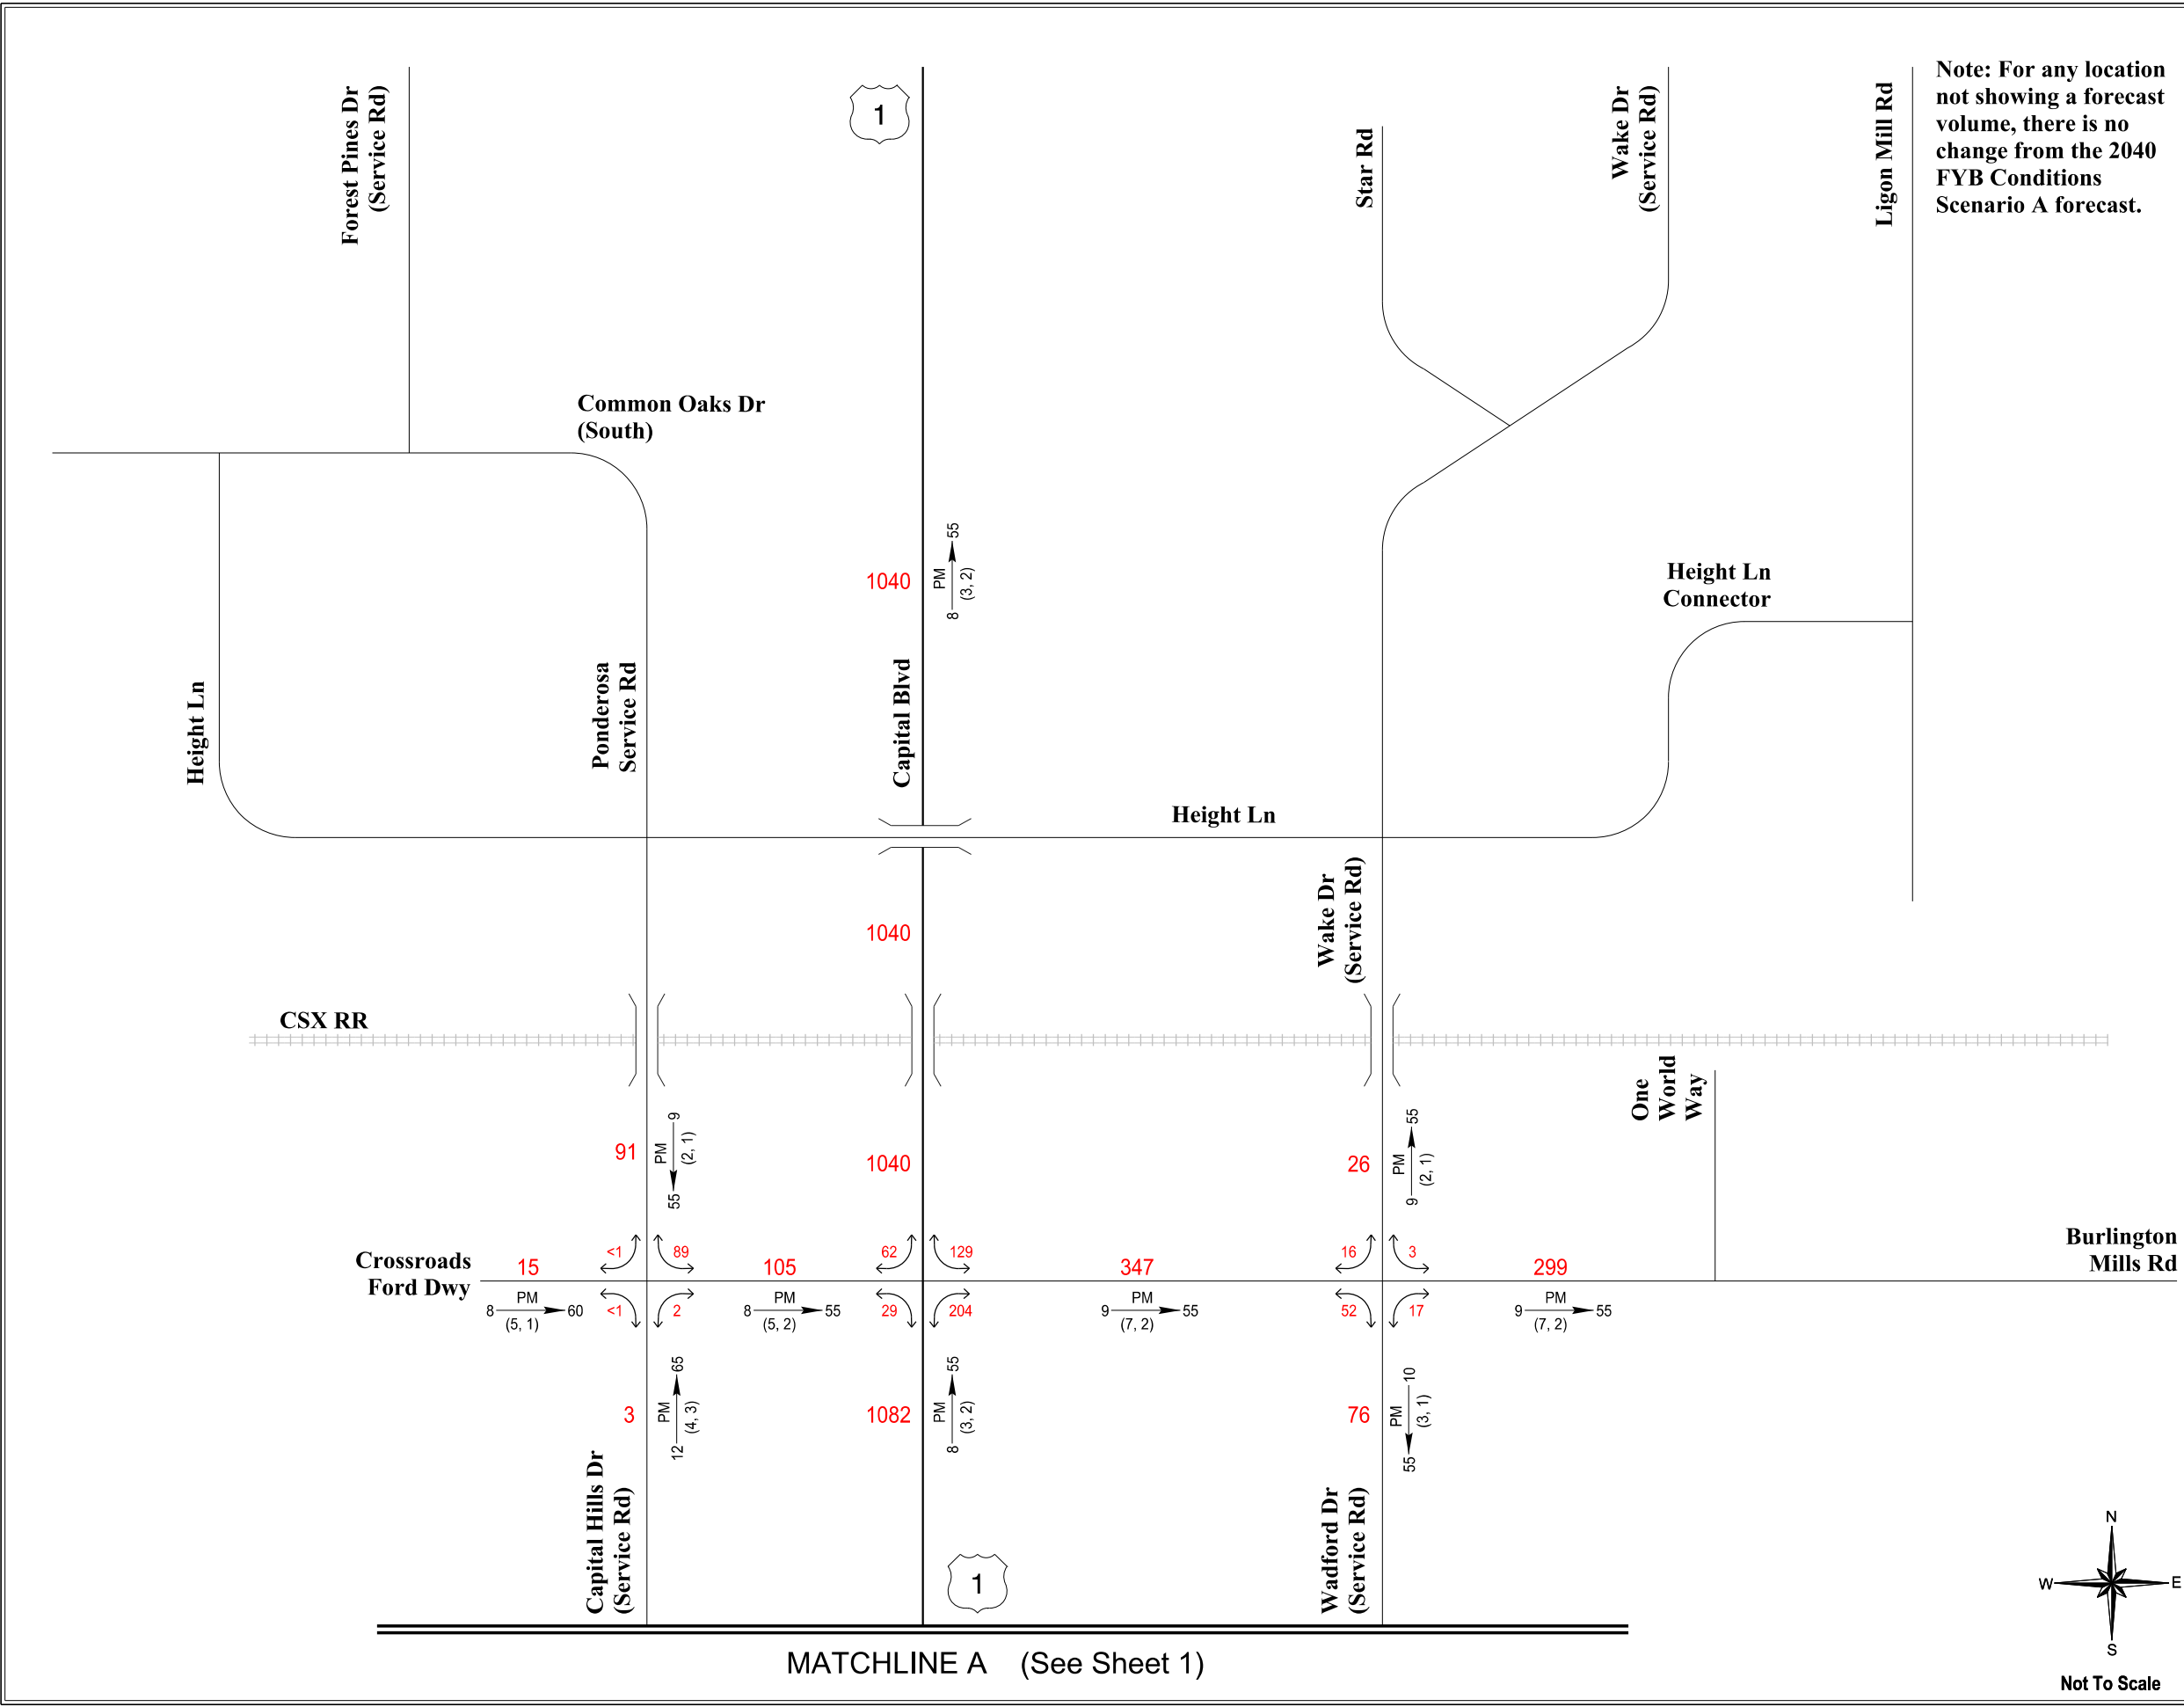 Note: For any location
not showing a forecast
volume, there is no
change from the 2040
FYB Conditions
Scenario A forecast.
Forest Pines Dr
(Service Rd)
1
Star Rd
Wake Dr
(Service Rd)
Ligon Mill Rd
Common Oaks Dr
(South)
1040
PM
8 55
(3, 2)
Height Ln
Connector
Height Ln
Ponderosa
Service Rd
Capital Blvd
Height Ln
1040
Wake Dr
(Service Rd)
CSX RR
One
World
Way
91
PM
9 55
(2, 1)
1040
26
PM
9 55
(2, 1)
Crossroads
Ford Dwy
Burlington
Mills Rd
15
<1
89
105
62
129
347
16
3
299
PM
8 60
(5, 1)
<1
2
PM
8 55
(5, 2)
29
204
PM
9 55
(7, 2)
52
17
PM
9 55
(7, 2)
3
PM
12 65
(4, 3)
1082
PM
8 55
(3, 2)
76
PM
10 55
(3, 1)
Capital Hills Dr
(Service Rd)
1
Wadford Dr
(Service Rd)
MATCHLINE A (See Sheet 1)
N
W E
S
Not To Scale